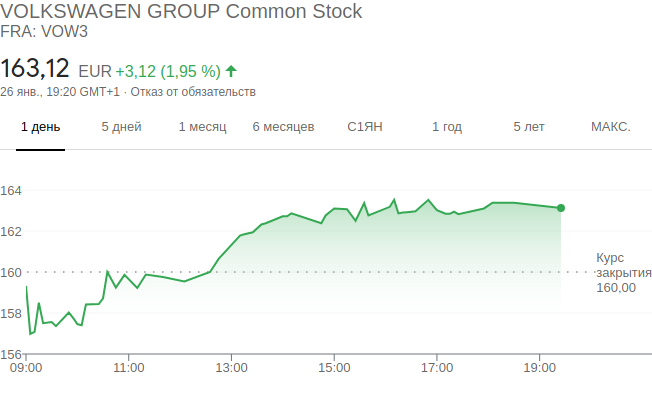 VOLKSWAGEN GROUP Common Stock
FRA: VOW3
163,12 EUR +3,12 (1,95 %)
26 янв., 19:20 GMT+1 · Отказ от обязательств
1 день 5 дней 1 месяц 6 месяцев С1ЯН 1 год 5 лет МАКС.
164
162
160
158
156
Курс
закрытия
160,00
09:00 11:00 13:00 15:00 17:00 19:00